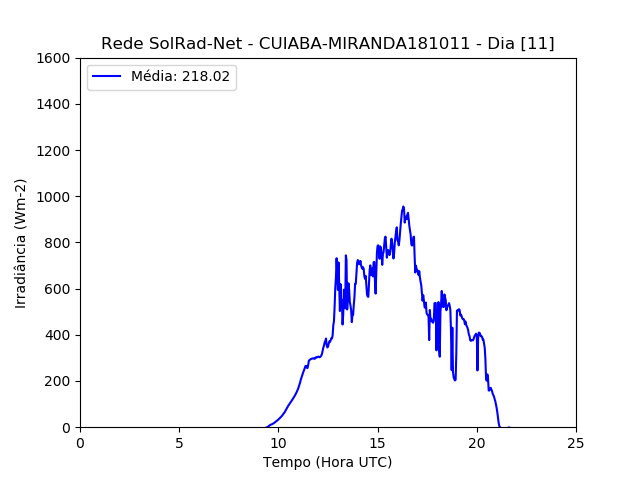 Rede SolRad-Net - CUIABA-MIRANDA181011 - Dia [11]
Média: 218.02
Irradiância (Wm-2)
1600
1400
1200
1000
800
600
400
200
0
0 5 10 15 20 25
Tempo (Hora UTC)